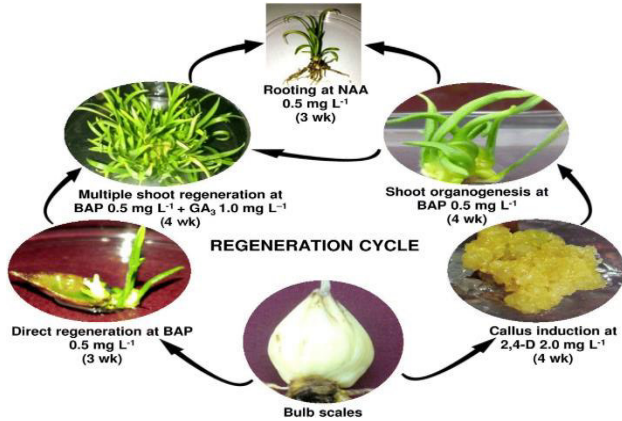 Rooting at NAA
0.5 mg L⁻¹
(3 wk)
Multiple shoot regeneration at
BAP 0.5 mg L⁻¹ + GA₃ 1.0 mg L⁻¹
(4 wk)
Shoot organogenesis at
BAP 0.5 mg L⁻¹
(4 wk)
REGENERATION CYCLE
Direct regeneration at BAP
0.5 mg L⁻¹
(3 wk)
Callus induction at
2,4-D 2.0 mg L⁻¹
(4 wk)
Bulb scales